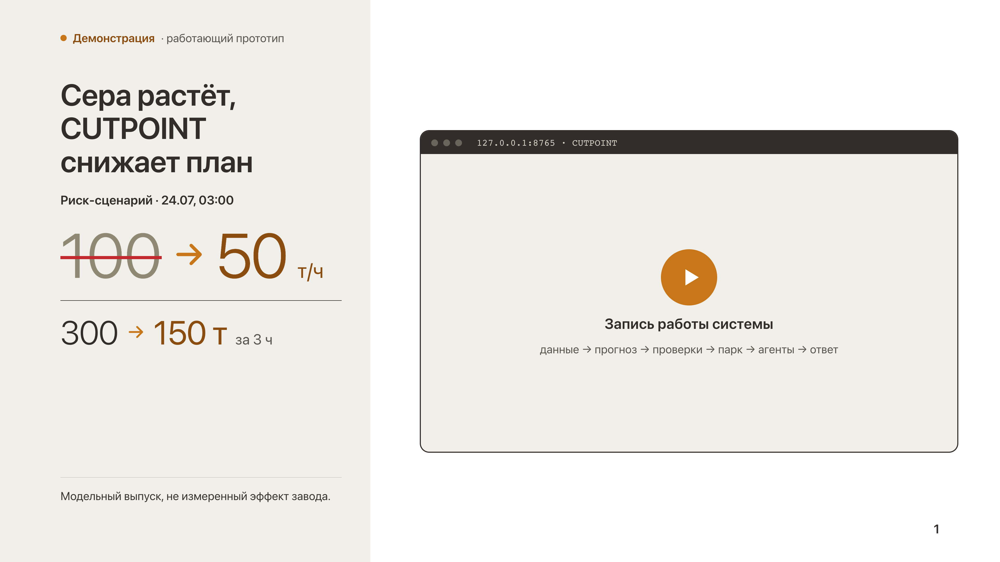 Демонстрация · работающий прототип
Сера растёт,
CUTPOINT
снижает план
Риск-сценарий · 24.07, 03:00
100 → 50 т/ч
300 → 150 т за 3 ч
Модельный выпуск, не измеренный эффект завода.
127.0.0.1:8765 · CUTPOINT
Запись работы системы
данные → прогноз → проверки → парк → агенты → ответ
1